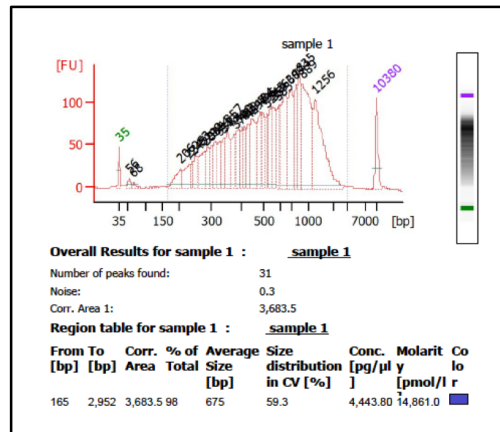 sample 1
[FU]
10380
1256
35
100
50
0
35 150 300 500 1000 7000 [bp]
Overall Results for sample 1 : sample 1
Number of peaks found: 31
Noise: 0.3
Corr. Area 1: 3,683.5
Region table for sample 1 : sample 1
From To Corr. % of Average Size Conc. Molarit Co
[bp] [bp] Area Total Size distribution [pg/µl y lo
[bp] in CV [%] ] [pmol/l r
]
165 2,952 3,683.5 98 675 59.3 4,443.80 14,861.0